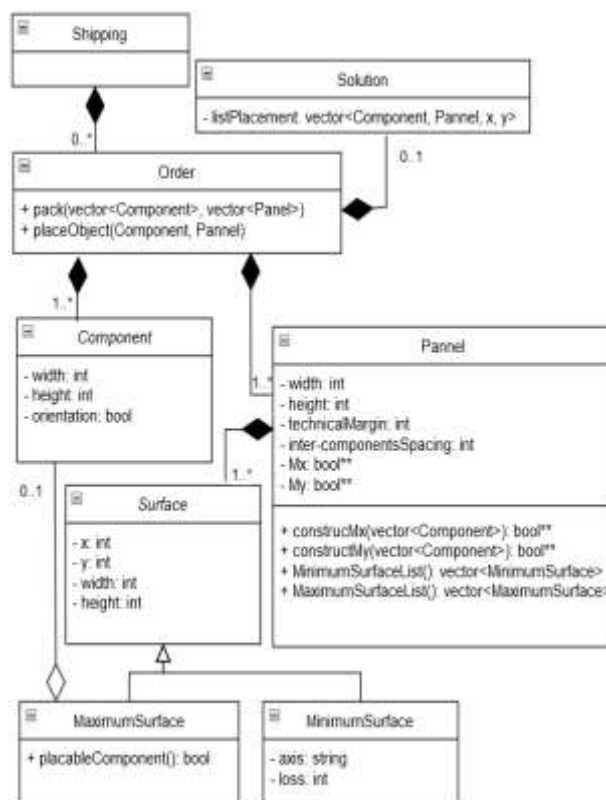 Shipping
Solution
- listPlacement: vector<Component, Pannel, x, y>
0..*
0..1
Order
+ pack(vector<Component>, vector<Panel>)
+ placeObject(Component, Pannel)
1..*
Component
- width: int
- height: int
- orientation: bool
1..*
Pannel
- width: int
- height: int
- technicalMargin: int
- inter-componentsSpacing: int
- Mx: bool**
- My: bool**
+ construcMx(vector<Component>): bool**
+ constructMy(vector<Component>): bool**
+ MinimumSurfaceList(): vector<MinimumSurface>
+ MaximumSurfaceList(): vector<MaximumSurface>
0..1
1..*
Surface
- x: int
- y: int
- width: int
- height: int
MaximumSurface
+ placableComponent(): bool
MinimumSurface
- axis: string
- loss: int